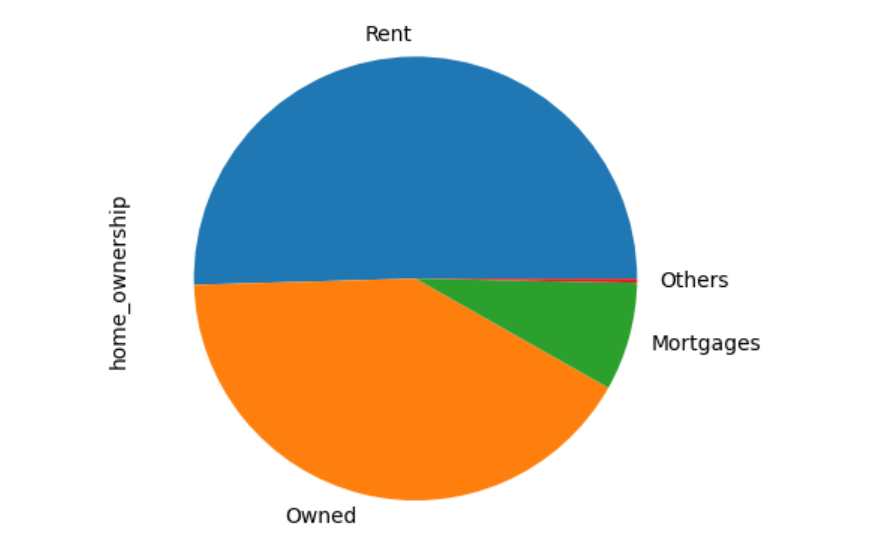 Rent
home_ownership
Others
Mortgages
Owned